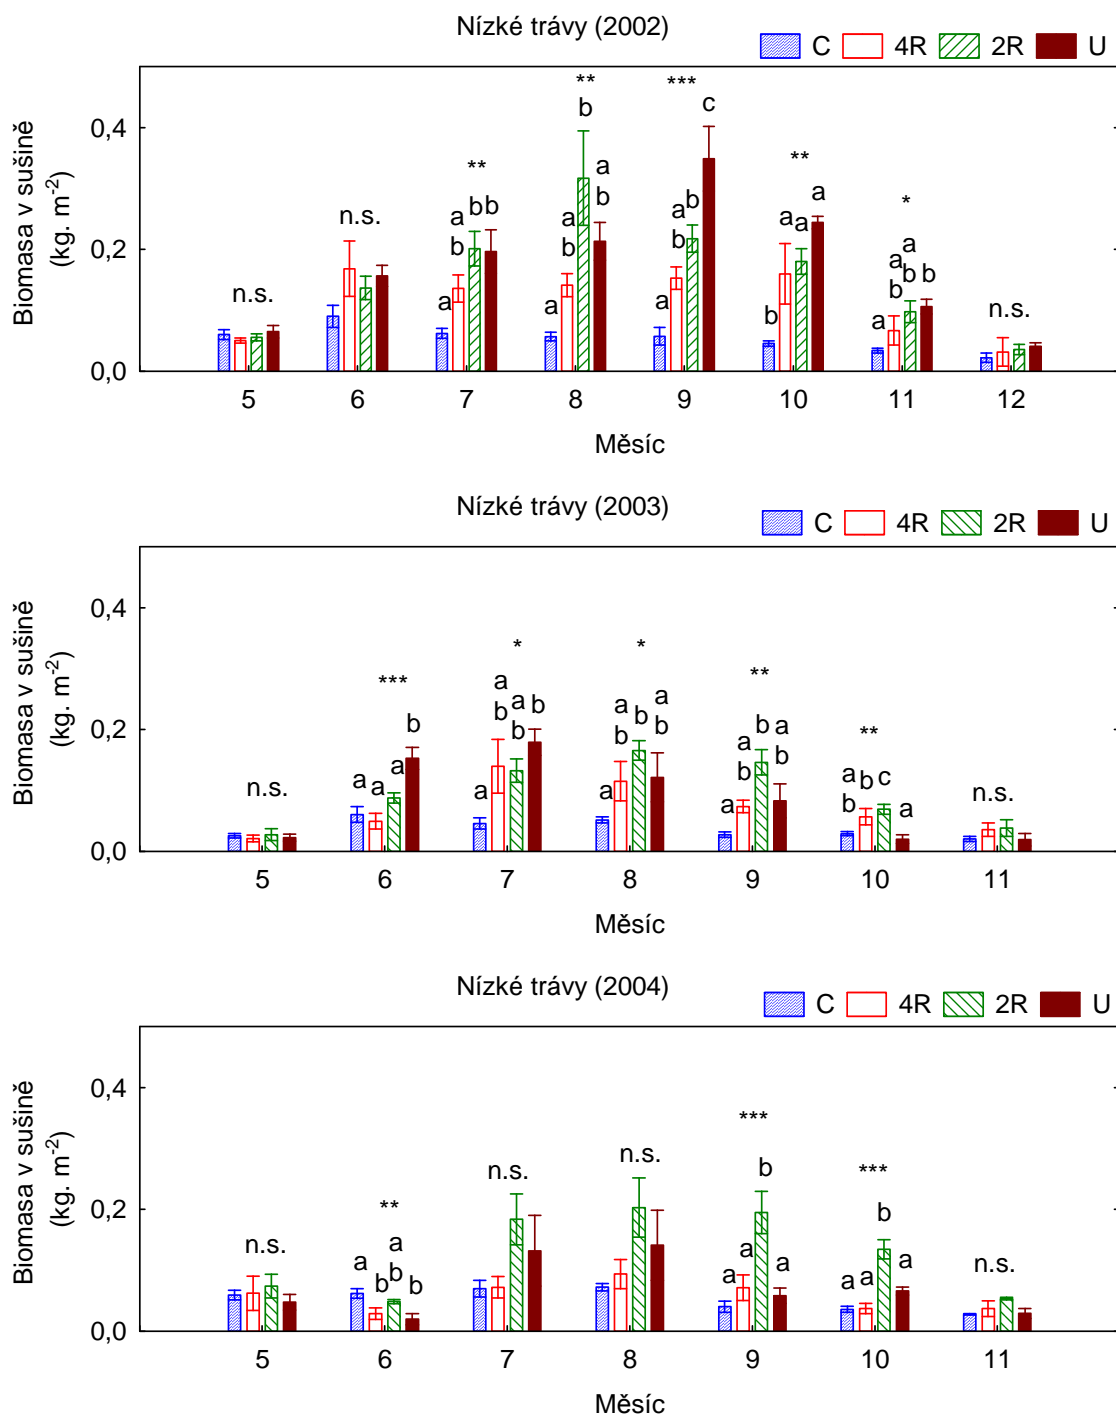 Nízké trávy (2002)
C 4R 2R U
Biomasa v sušině
(kg. m-2)
0,4
0,2
0,0
n.s. n.s. ** ** *** ** * n.s.
a a b b b
a b a b b a b
a a b b c
b a a a
a a b a b b
5 6 7 8 9 10 11 12
Měsíc
Nízké trávy (2003)
C 4R 2R U
Biomasa v sušině
(kg. m-2)
0,4
0,2
0,0
n.s. *** * * ** ** n.s.
a a a b
a a b a b b
a a b b a b
a a b b a b
a b b c a
5 6 7 8 9 10 11
Měsíc
Nízké trávy (2004)
C 4R 2R U
Biomasa v sušině
(kg. m-2)
0,4
0,2
0,0
n.s. ** n.s. n.s. *** *** n.s.
a b a b b
a a b a
a a b a
5 6 7 8 9 10 11
Měsíc